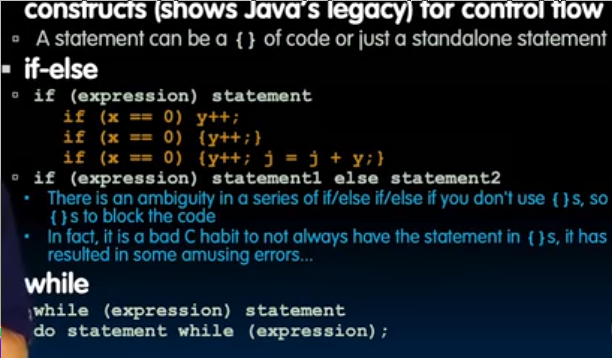 constructs (shows Java's legacy) for control flow
▫ A statement can be a { } of code or just a standalone statement
▪ if-else
▫ if (expression) statement
if (x == 0) y++;
if (x == 0) {y++;}
if (x == 0) {y++; j = j + y;}
▫ if (expression) statement1 else statement2
• There is an ambiguity in a series of if/else if/else if you don't use { }s, so
{ }s to block the code
• In fact, it is a bad C habit to not always have the statement in { }s, it has
resulted in some amusing errors...
while
while (expression) statement
do statement while (expression);